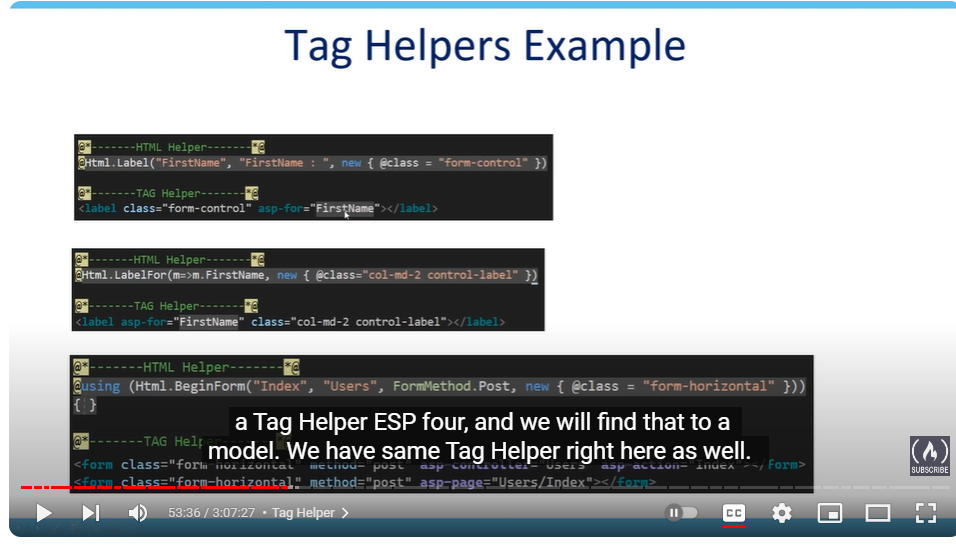 Tag Helpers Example
@*-------HTML Helper-------*@
@Html.Label("FirstName", "FirstName : ", new { @class = "form-control" })
@*-------TAG Helper-------*@
<label class="form-control" asp-for="FirstName"></label>
@*-------HTML Helper-------*@
@Html.LabelFor(m=>m.FirstName, new { @class="col-md-2 control-label" })
@*-------TAG Helper-------*@
<label asp-for="FirstName" class="col-md-2 control-label"></label>
@*-------HTML Helper-------*@
@using (Html.BeginForm("Index", "Users", FormMethod.Post, new { @class = "form-horizontal" }))
{ }
a Tag Helper ESP four, and we will find that to a
@*-------TAG Help
model. We have same Tag Helper right here as well.
<form class="form-horizontal" method="post" asp-controller="Users" asp-action="Index"></form>
<form class="form-horizontal" method="post" asp-page="Users/Index"></form>
SUBSCRIBE
53:36 / 3:07:27 • Tag Helper >
CC